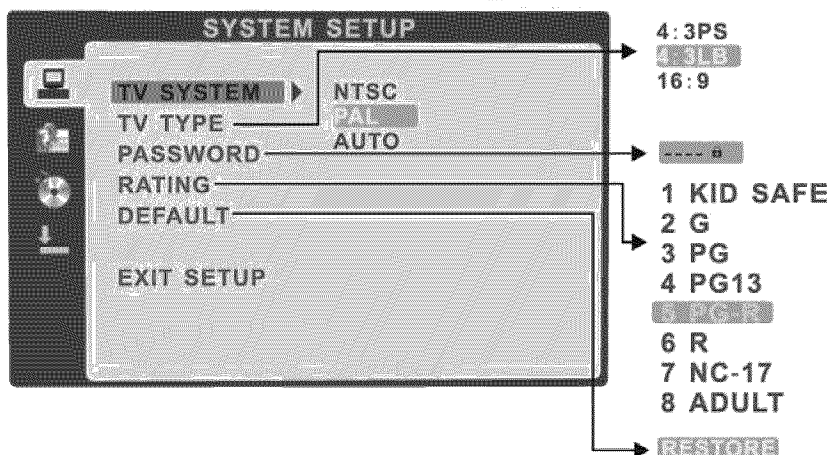 SYSTEM SETUP
TV SYSTEM
TV TYPE
PASSWORD
RATING
DEFAULT
EXIT SETUP
NTSC
PAL
AUTO
4:3PS
4:3LB
16:9
----
1 KID SAFE
2 G
3 PG
4 PG13
5 PG-R
6 R
7 NC-17
8 ADULT
RESTORE